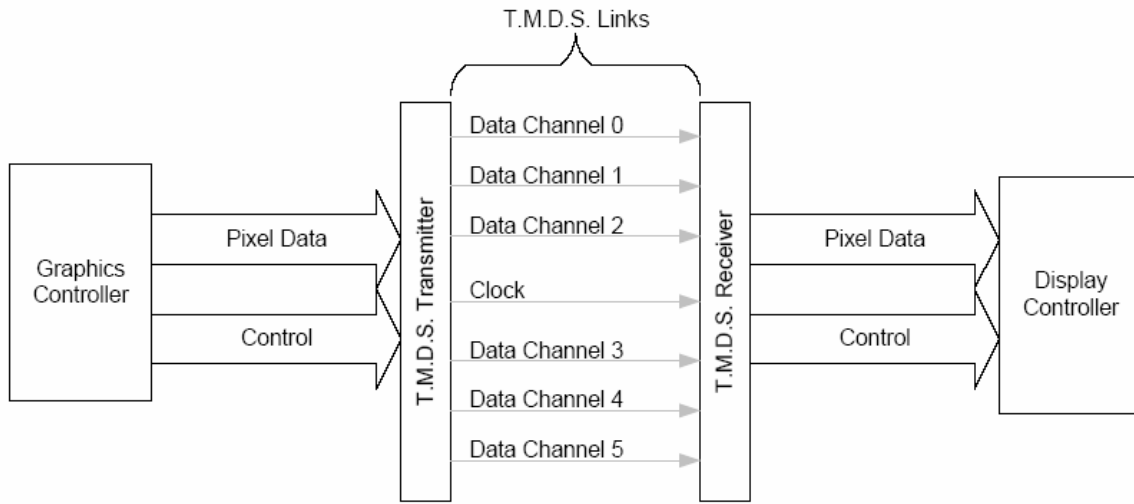 T.M.D.S. Links
Graphics
Controller
Pixel Data
Control
T.M.D.S. Transmitter
Data Channel 0
Data Channel 1
Data Channel 2
Clock
Data Channel 3
Data Channel 4
Data Channel 5
T.M.D.S. Receiver
Pixel Data
Control
Display
Controller